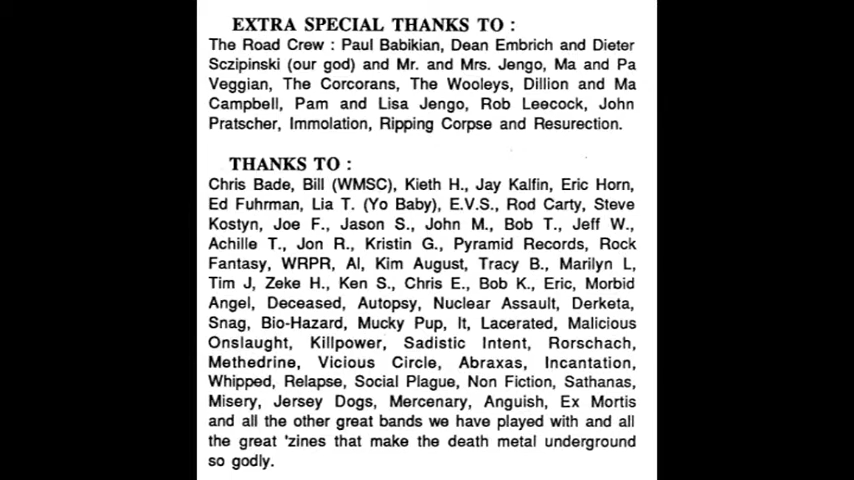 EXTRA SPECIAL THANKS TO :
The Road Crew : Paul Babikian, Dean Embrich and Dieter
Sczipinski (our god) and Mr. and Mrs. Jengo, Ma and Pa
Veggian, The Corcorans, The Wooleys, Dillion and Ma
Campbell, Pam and Lisa Jengo, Rob Leecock, John
Pratscher, Immolation, Ripping Corpse and Resurection.
THANKS TO :
Chris Bade, Bill (WMSC), Kieth H., Jay Kalfin, Eric Horn,
Ed Fuhrman, Lia T. (Yo Baby), E.V.S., Rod Carty, Steve
Kostyn, Joe F., Jason S., John M., Bob T., Jeff W.,
Achille T., Jon R., Kristin G., Pyramid Records, Rock
Fantasy, WRPR, Al, Kim August, Tracy B., Marilyn L,
Tim J, Zeke H., Ken S., Chris E., Bob K., Eric, Morbid
Angel, Deceased, Autopsy, Nuclear Assault, Derketa,
Snag, Bio-Hazard, Mucky Pup, It, Lacerated, Malicious
Onslaught, Killpower, Sadistic Intent, Rorschach,
Methedrine, Vicious Circle, Abraxas, Incantation,
Whipped, Relapse, Social Plague, Non Fiction, Sathanas,
Misery, Jersey Dogs, Mercenary, Anguish, Ex Mortis
and all the other great bands we have played with and all
the great 'zines that make the death metal underground
so godly.